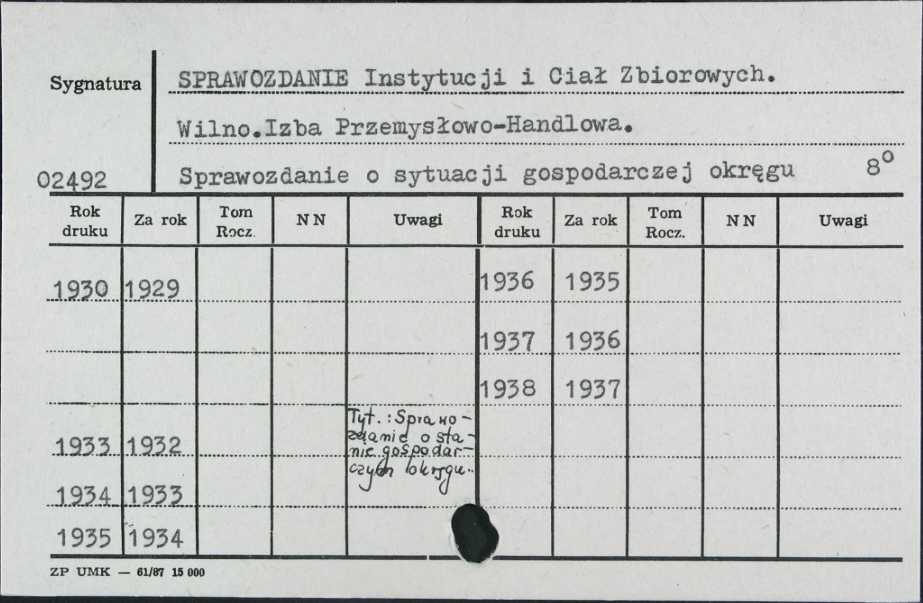 Sygnatura
SPRAWOZDANIE Instytucji i Ciał Zbiorowych.
Wilno.Izba Przemysłowo-Handlowa.
02492
Sprawozdanie o sytuacji gospodarczej okręgu 8°
Rok druku Za rok Tom Rocz. NN Uwagi Rok druku Za rok Tom Rocz. NN Uwagi
1930 1929 1936 1935
1937 1936
1938 1937
Tyt.: Sprawo-
zdanie o sta-
nie gospodar-
czym okręgu.
1933 1932
1934 1933
1935 1934
ZP UMK — 61/87 15 000